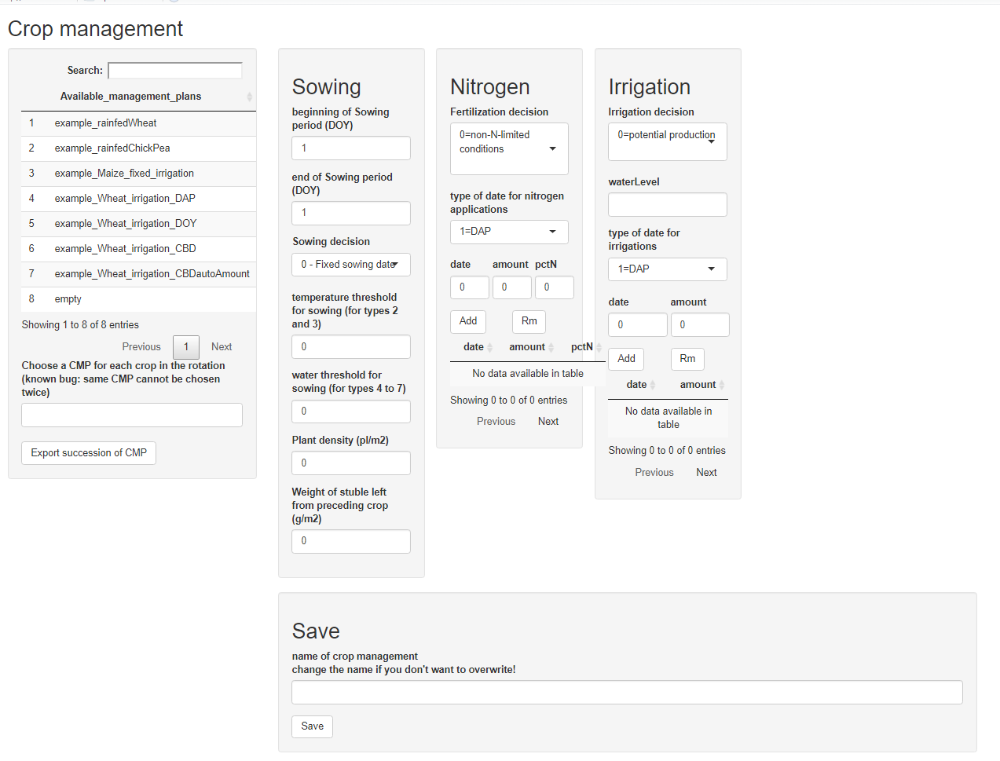 Crop management
Search:
Available_management_plans
1 example_rainfedWheat
2 example_rainfedChickPea
3 example_Maize_fixed_irrigation
4 example_Wheat_irrigation_DAP
5 example_Wheat_irrigation_DOY
6 example_Wheat_irrigation_CBD
7 example_Wheat_irrigation_CBDautoAmount
8 empty
Showing 1 to 8 of 8 entries
Previous 1 Next
Choose a CMP for each crop in the rotation
(known bug: same CMP cannot be chosen
twice)
Export succession of CMP
Sowing
beginning of Sowing
period (DOY)
1
end of Sowing period
(DOY)
1
Sowing decision
0 - Fixed sowing date
temperature threshold
for sowing (for types 2
and 3)
0
water threshold for
sowing (for types 4 to 7)
0
Plant density (pl/m2)
0
Weight of stuble left
from preceding crop
(g/m2)
0
Nitrogen
Fertilization decision
0=non-N-limited
conditions
type of date for nitrogen
applications
1=DAP
date amount pctN
0 0 0
Add Rm
date amount pctN
No data available in table
Showing 0 to 0 of 0 entries
Previous Next
Irrigation
Irrigation decision
0=potential production
waterLevel
type of date for
irrigations
1=DAP
date amount
0 0
Add Rm
date amount
No data available in
table
Showing 0 to 0 of 0 entries
Previous Next
Save
name of crop management
change the name if you don't want to overwrite!
Save